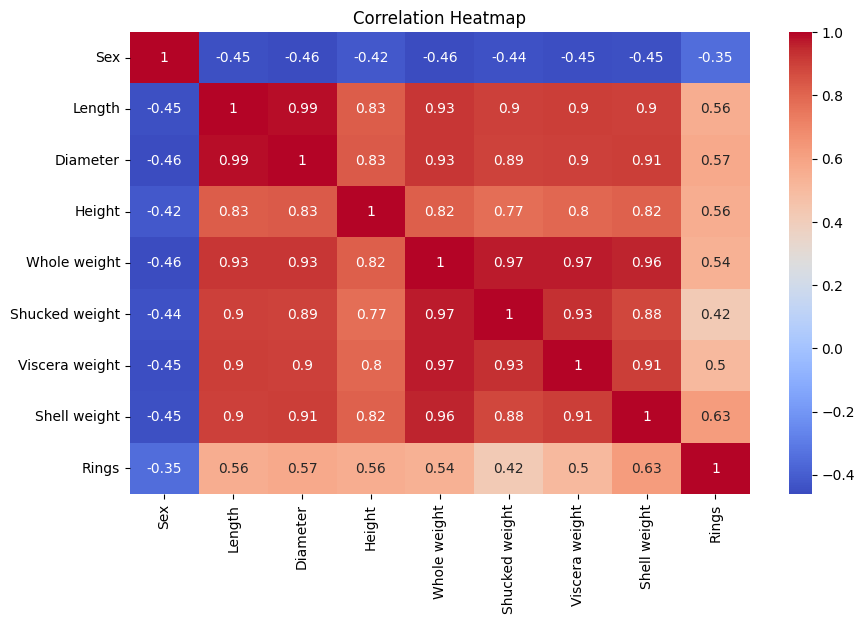 Correlation Heatmap
Sex 1 -0.45 -0.46 -0.42 -0.46 -0.44 -0.45 -0.45 -0.35
Length -0.45 1 0.99 0.83 0.93 0.9 0.9 0.9 0.56
Diameter -0.46 0.99 1 0.83 0.93 0.89 0.9 0.91 0.57
Height -0.42 0.83 0.83 1 0.82 0.77 0.8 0.82 0.56
Whole weight -0.46 0.93 0.93 0.82 1 0.97 0.97 0.96 0.54
Shucked weight -0.44 0.9 0.89 0.77 0.97 1 0.93 0.88 0.42
Viscera weight -0.45 0.9 0.9 0.8 0.97 0.93 1 0.91 0.5
Shell weight -0.45 0.9 0.91 0.82 0.96 0.88 0.91 1 0.63
Rings -0.35 0.56 0.57 0.56 0.54 0.42 0.5 0.63 1
Sex
Length
Diameter
Height
Whole weight
Shucked weight
Viscera weight
Shell weight
Rings
1.0
0.8
0.6
0.4
0.2
0.0
−0.2
−0.4